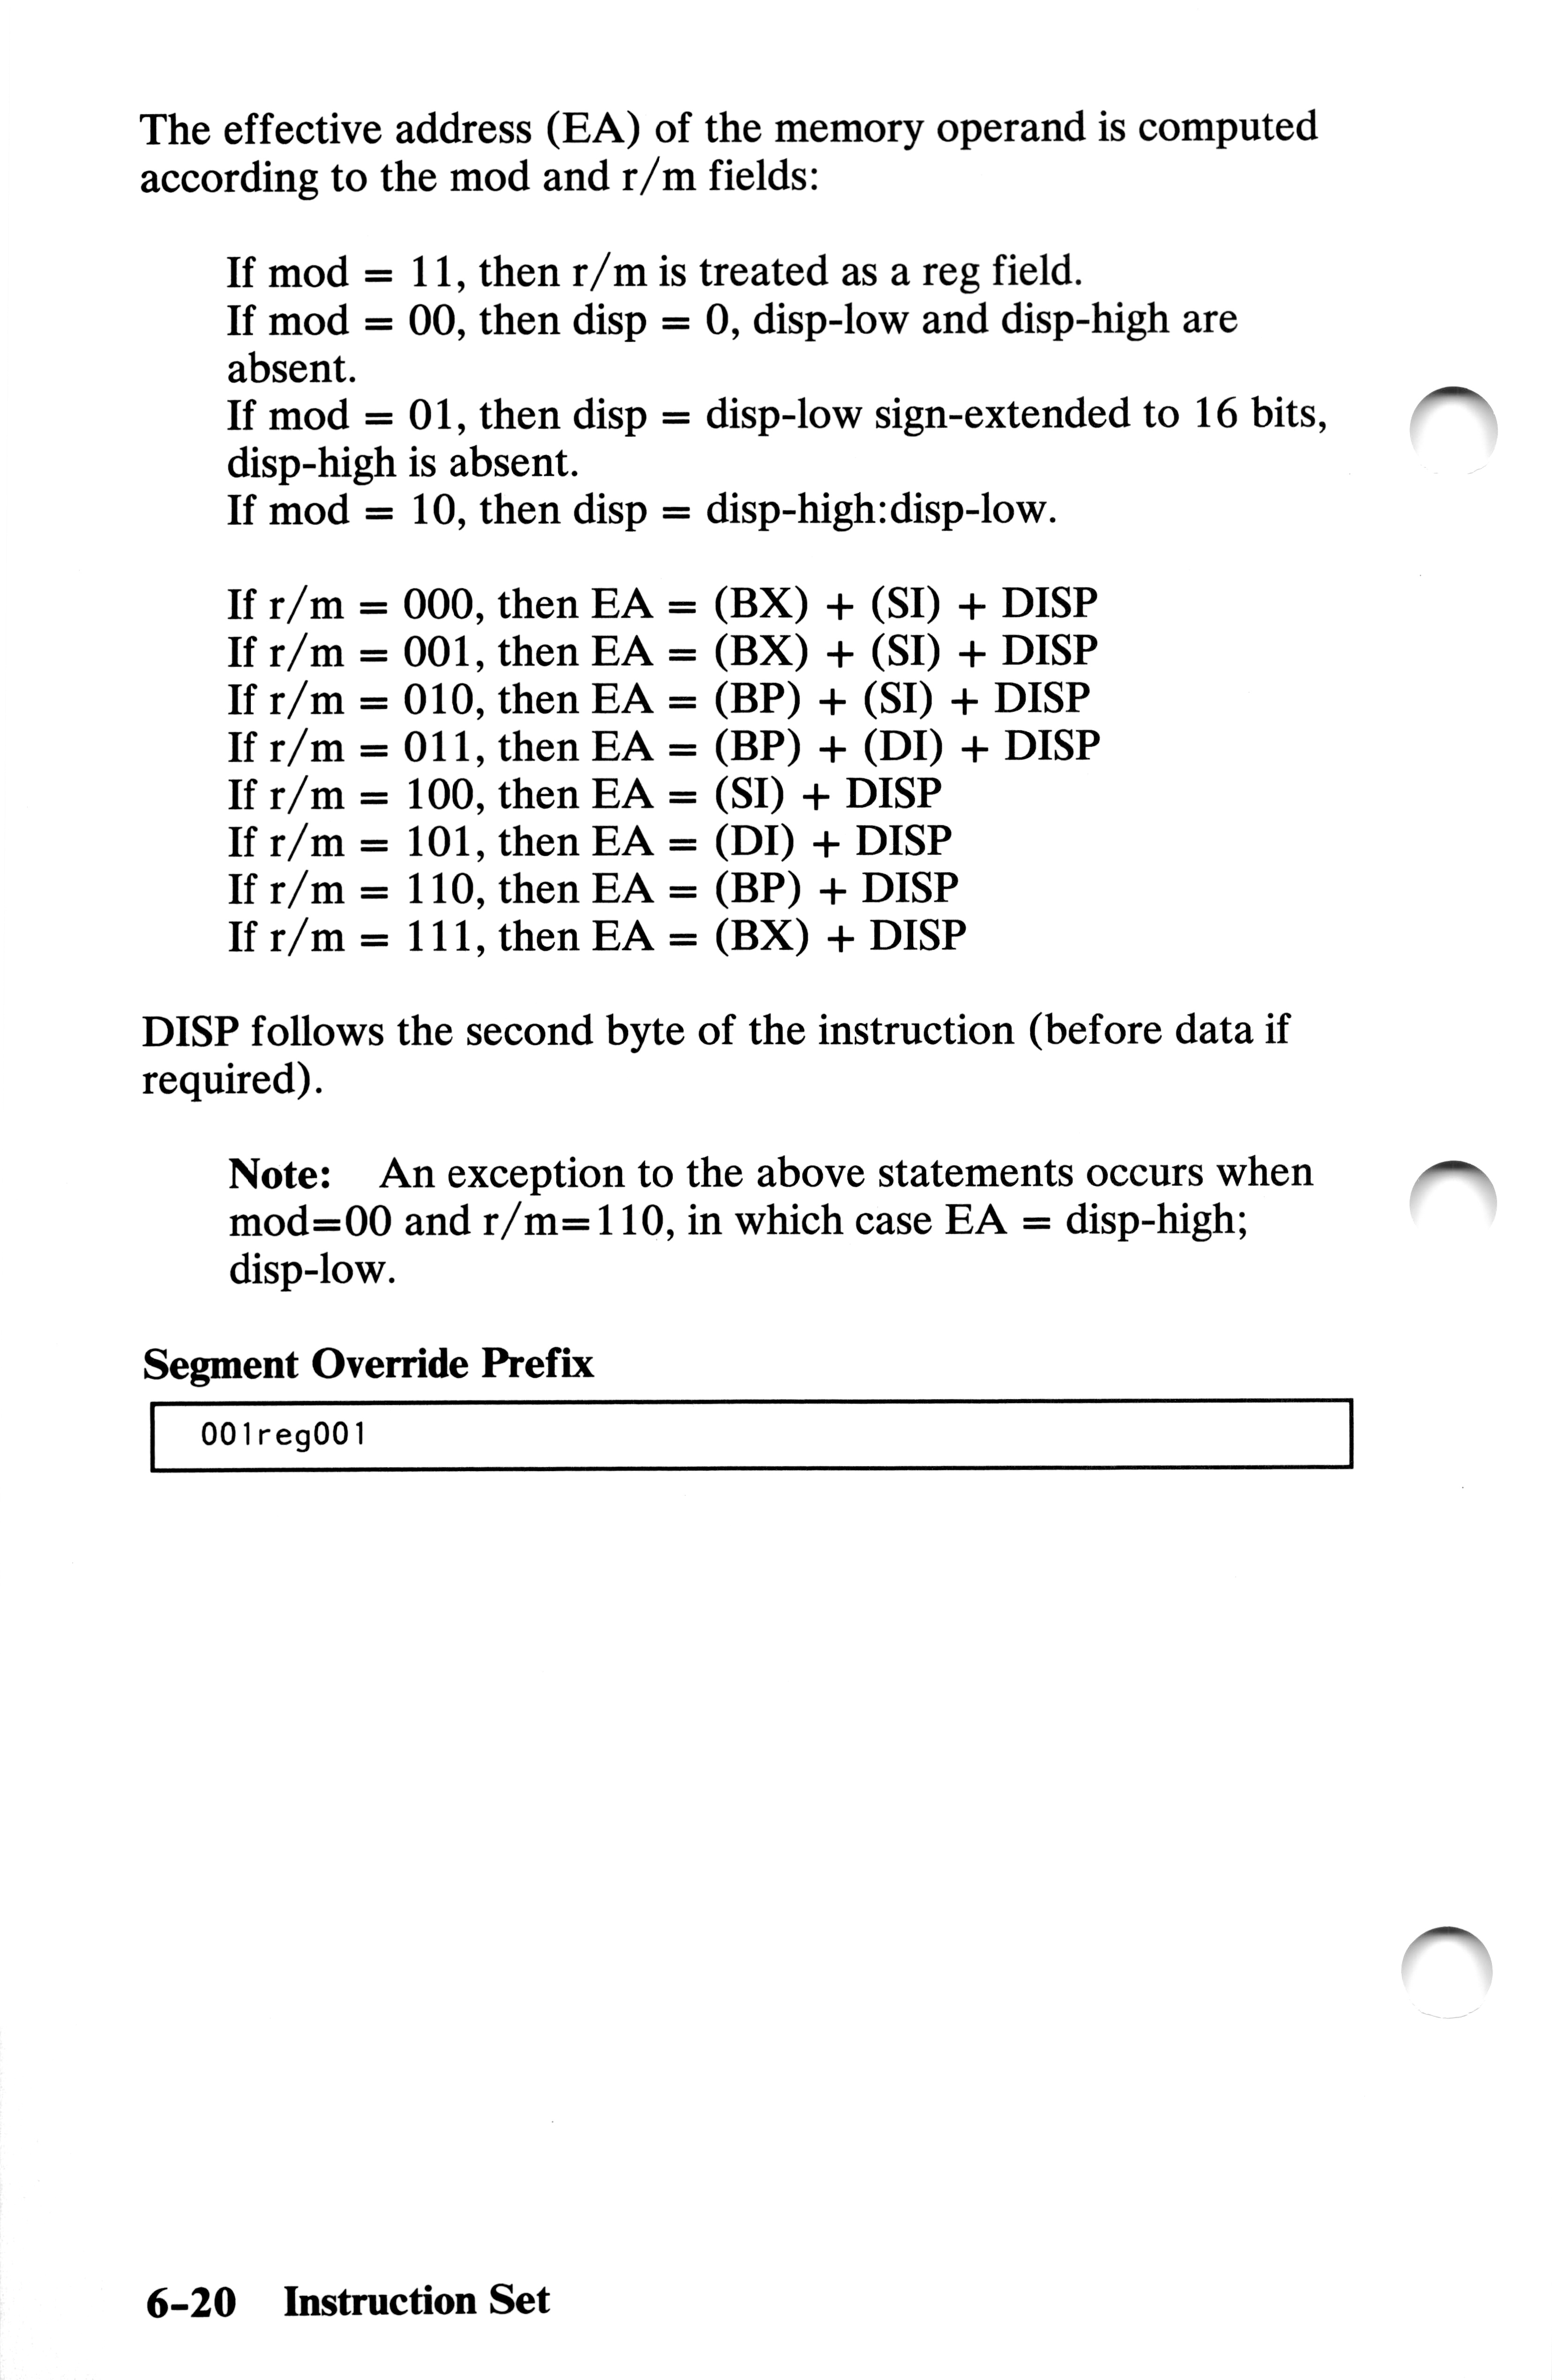 The effective address (EA) of the memory operand is computed
according to the mod and r/m fields:
If mod = 11, then r/m is treated as a reg field.
If mod = 00, then disp = 0, disp-low and disp-high are
absent.
If mod = 01, then disp = disp-low sign-extended to 16 bits,
disp-high is absent.
If mod = 10, then disp = disp-high:disp-low.
If r/m = 000, then EA = (BX) + (SI) + DISP
If r/m = 001, then EA = (BX) + (SI) + DISP
If r/m = 010, then EA = (BP) + (SI) + DISP
If r/m = 011, then EA = (BP) + (DI) + DISP
If r/m = 100, then EA = (SI) + DISP
If r/m = 101, then EA = (DI) + DISP
If r/m = 110, then EA = (BP) + DISP
If r/m = 111, then EA = (BX) + DISP
DISP follows the second byte of the instruction (before data if
required).
Note: An exception to the above statements occurs when
mod=00 and r/m=110, in which case EA = disp-high;
disp-low.
Segment Override Prefix
001reg001
6-20 Instruction Set